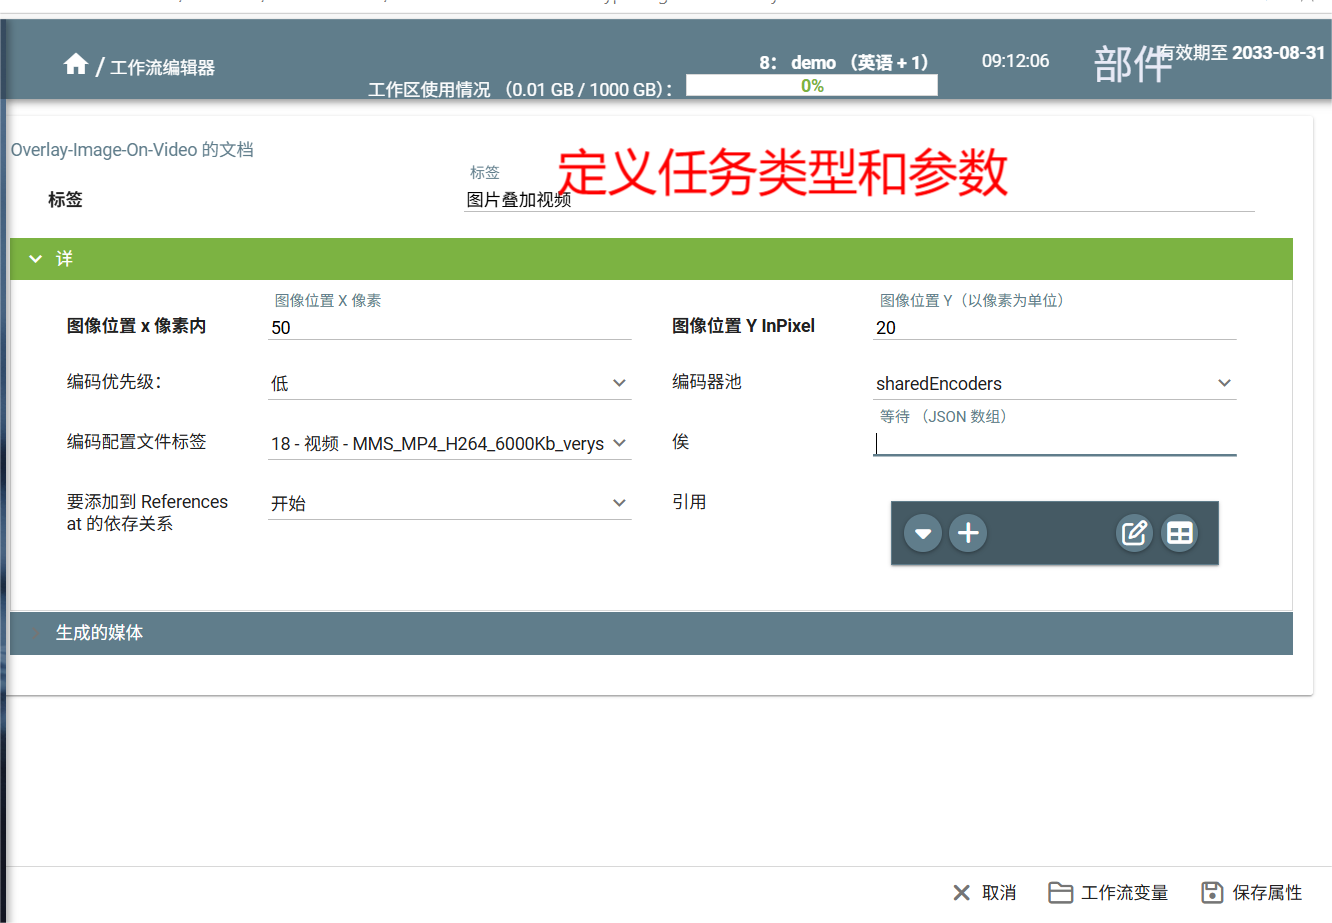 / 工作流编辑器
8： demo （英语 + 1）
09:12:06
部件
有效期至 2033-08-31
工作区使用情况 （0.01 GB / 1000 GB）：
0%
Overlay-Image-On-Video 的文档
定义任务类型和参数
标签
标签
图片叠加视频
详
图像位置 X 像素
图像位置 x 像素内
50
图像位置 Y（以像素为单位）
图像位置 Y InPixel
20
编码优先级：
低
编码器池
sharedEncoders
编码配置文件标签
18 - 视频 - MMS_MP4_H264_6000Kb_verys
等待 （JSON 数组）
俟
要添加到 References
at 的依存关系
开始
引用
生成的媒体
取消
工作流变量
保存属性